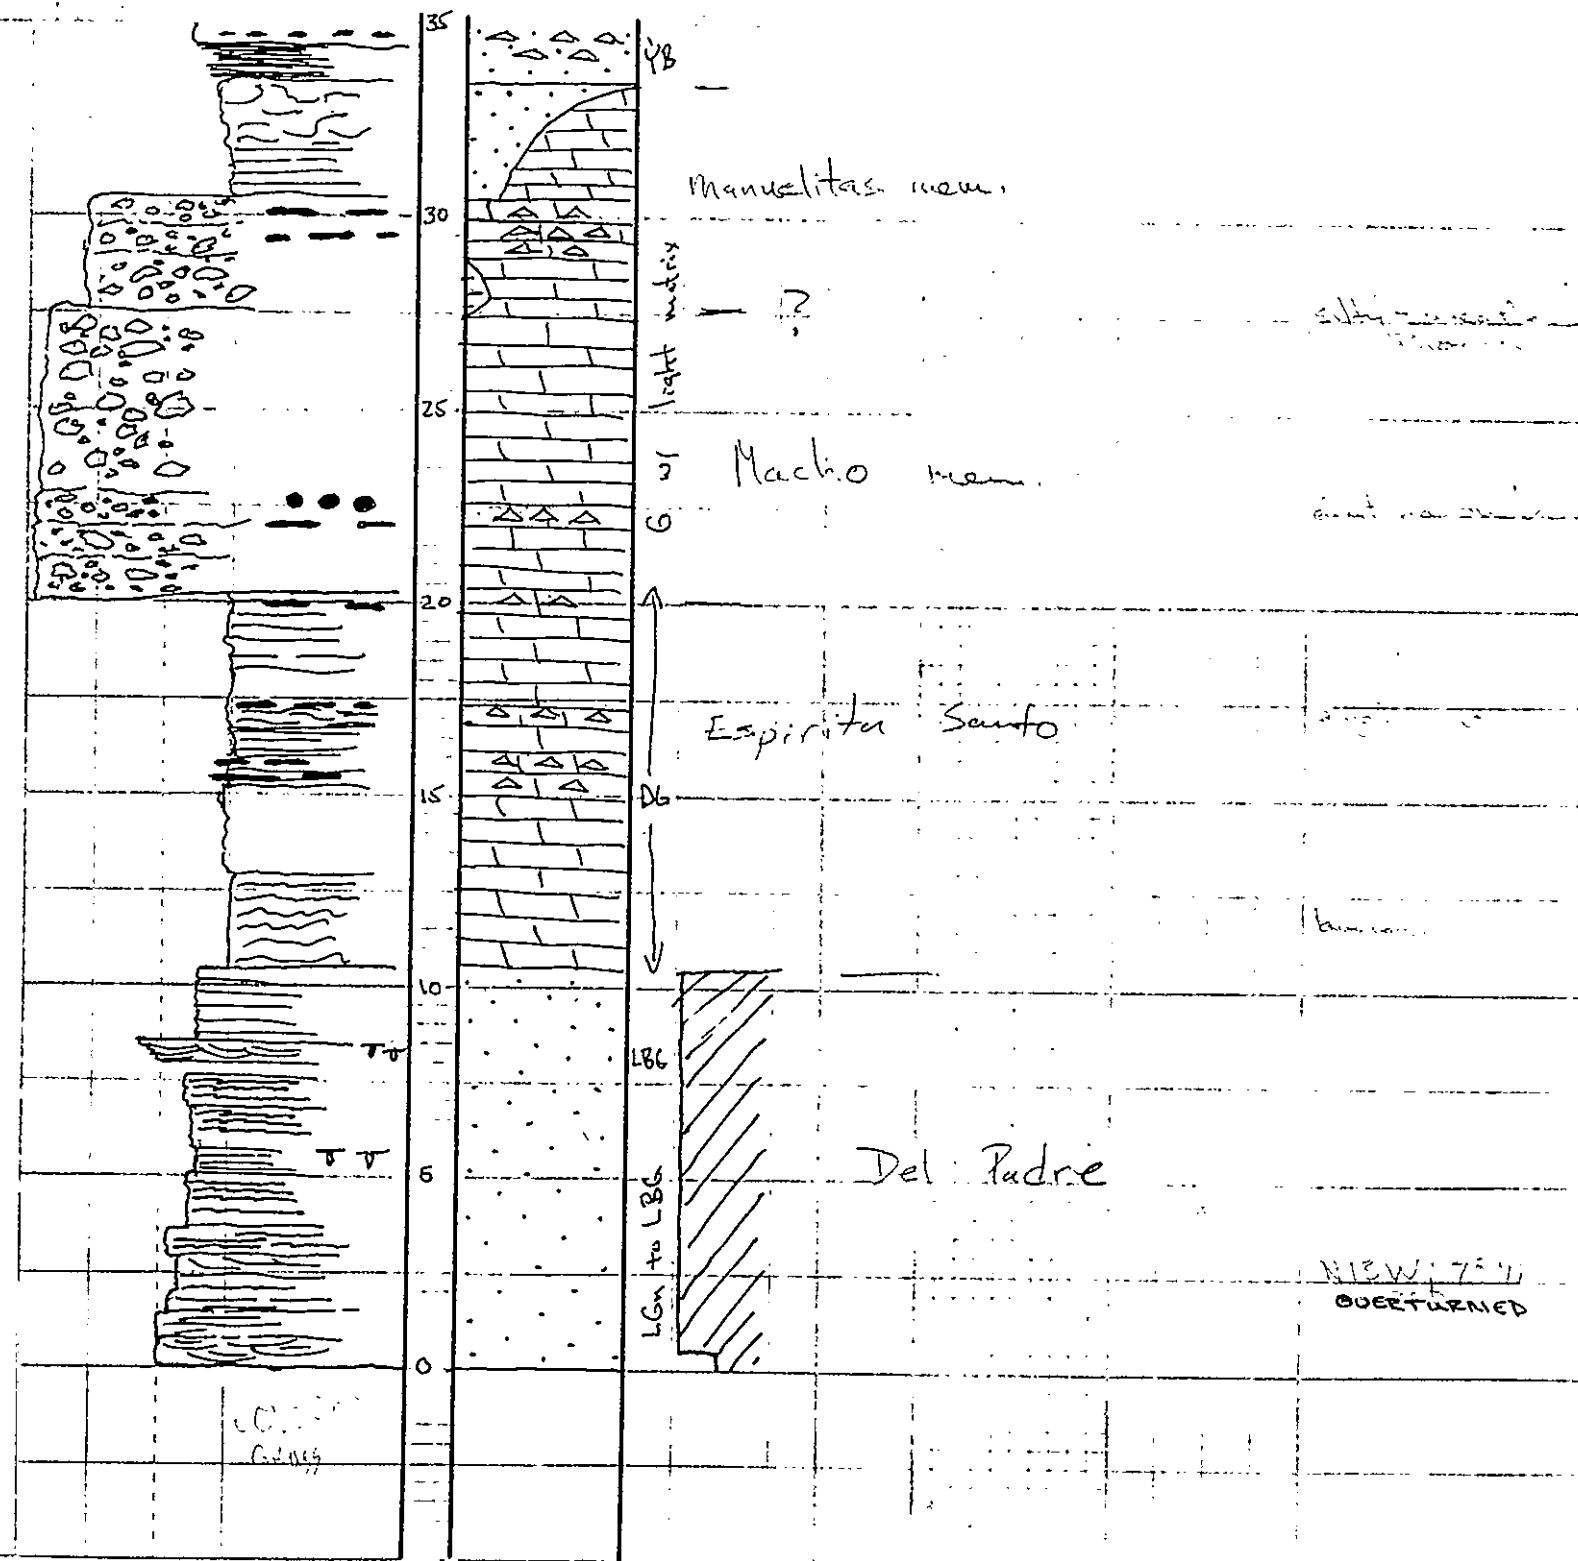 35
YB
Manuelitas mem.
30
?
25
G w/ light matrix
Macho mem.
20
Espiritu Santo
15
DG
10
LBG
5
Del Padre
LGn to LBG
OVERTURNED
0